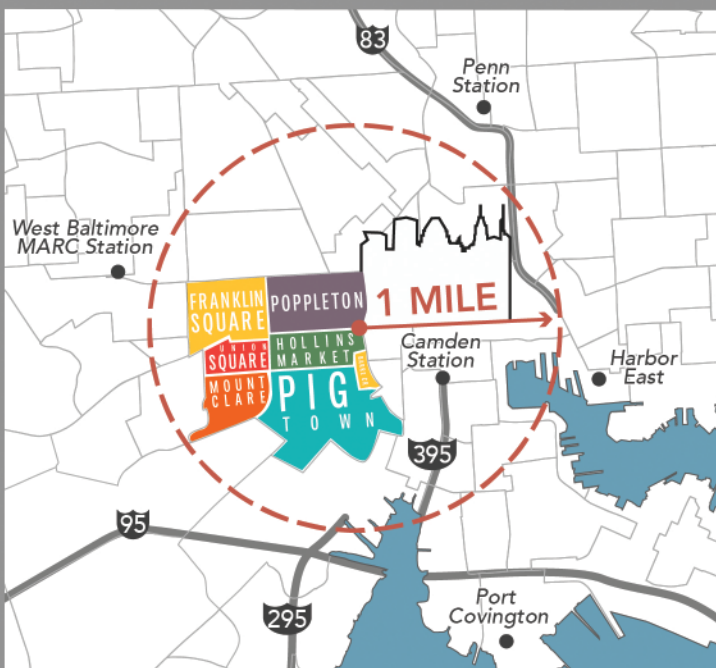 83
Penn
Station
West Baltimore
MARC Station
FRANKLIN
SQUARE
POPPLETON
1 MILE
UNION
SQUARE
HOLLINS
MARKET
Camden
Station
Harbor
East
MOUNT
CLARE
PIG
TOWN
395
95
295
Port
Covington